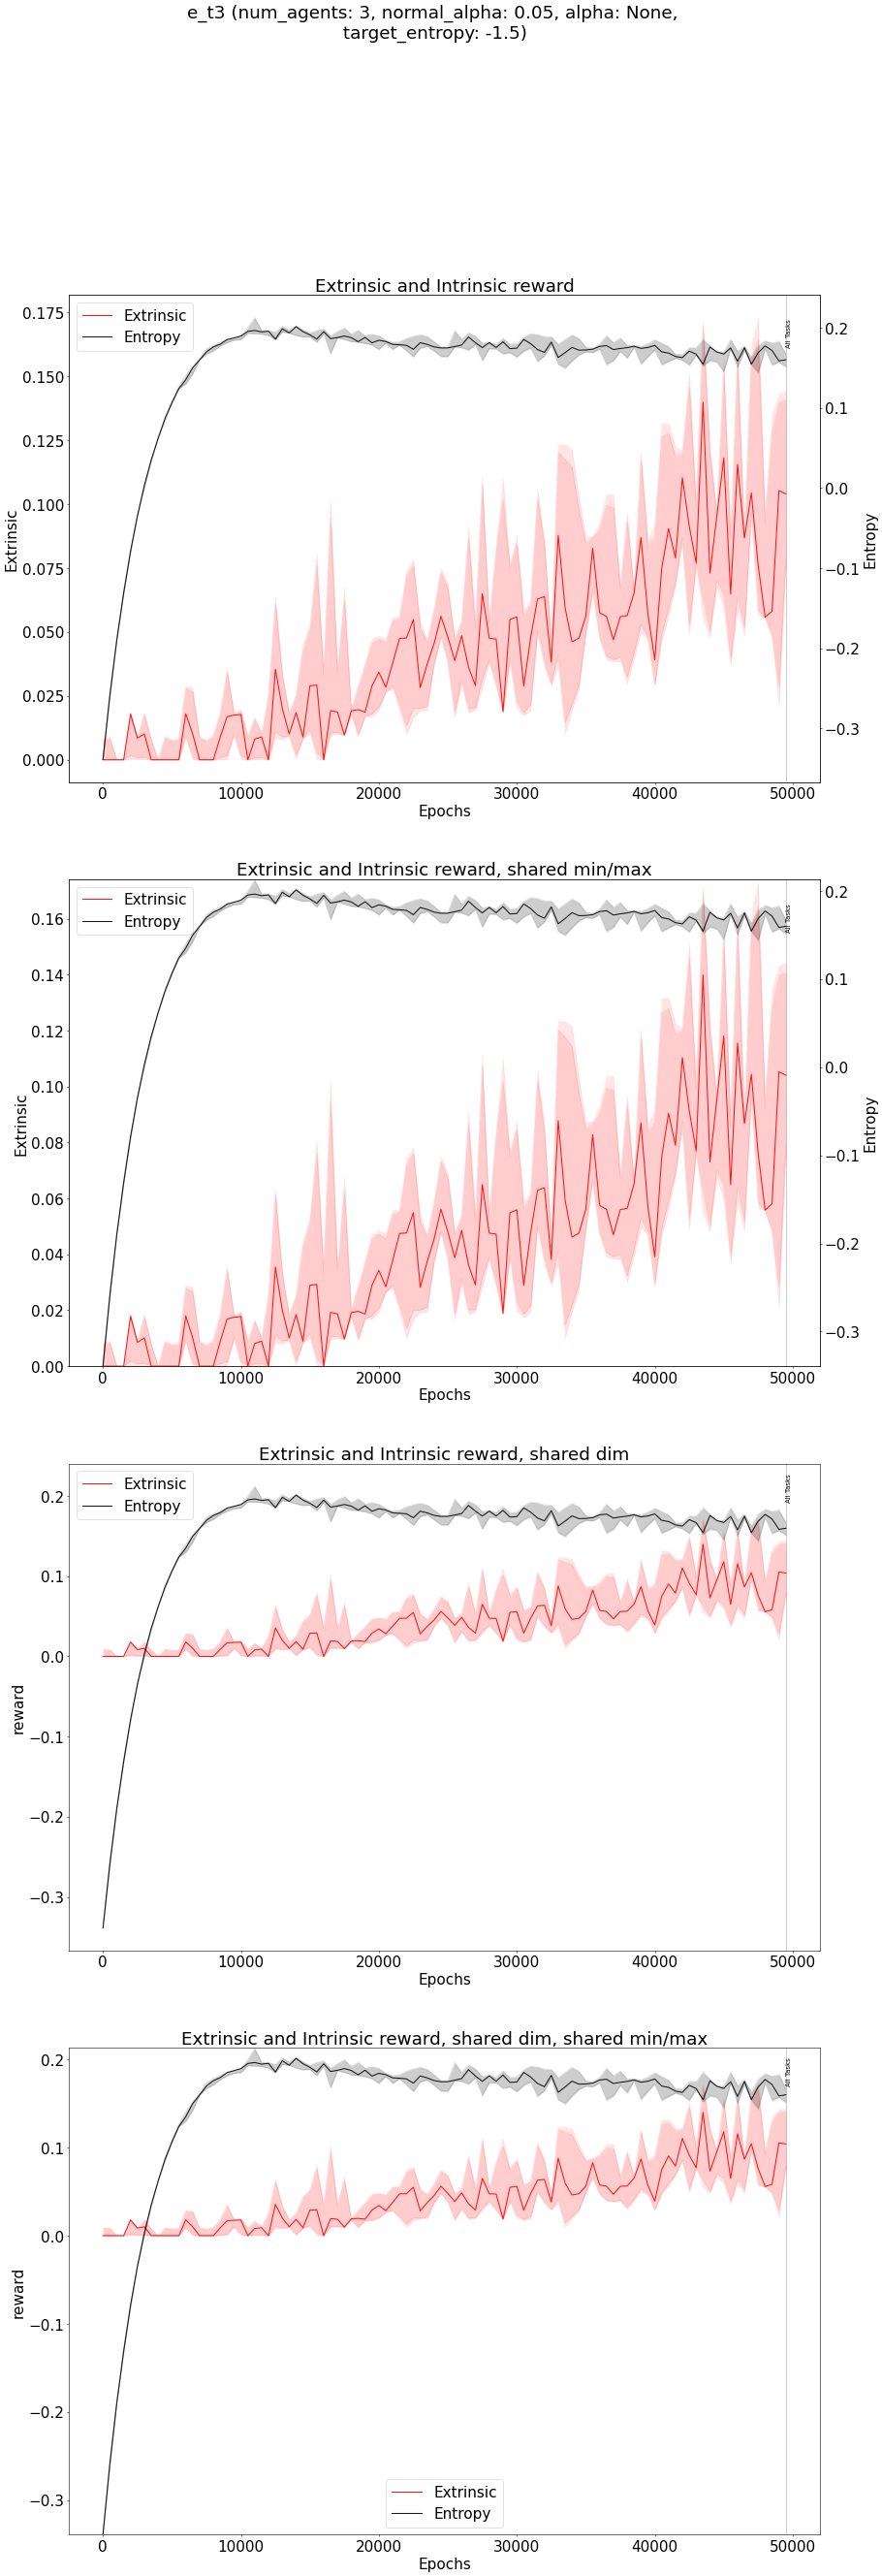 e_t3 (num_agents: 3, normal_alpha: 0.05, alpha: None,
target_entropy: -1.5)
Extrinsic and Intrinsic reward
Extrinsic
Entropy
All Tasks
0.175
0.150
0.125
0.100
0.075
0.050
0.025
0.000
Extrinsic
0.2
0.1
0.0
−0.1
−0.2
−0.3
Entropy
0 10000 20000 30000 40000 50000
Epochs
Extrinsic and Intrinsic reward, shared min/max
Extrinsic
Entropy
All Tasks
0.16
0.14
0.12
0.10
0.08
0.06
0.04
0.02
0.00
Extrinsic
0.2
0.1
0.0
−0.1
−0.2
−0.3
Entropy
0 10000 20000 30000 40000 50000
Epochs
Extrinsic and Intrinsic reward, shared dim
Extrinsic
Entropy
All Tasks
0.2
0.1
0.0
−0.1
−0.2
−0.3
reward
0 10000 20000 30000 40000 50000
Epochs
Extrinsic and Intrinsic reward, shared dim, shared min/max
All Tasks
0.2
0.1
0.0
−0.1
−0.2
−0.3
reward
Extrinsic
Entropy
0 10000 20000 30000 40000 50000
Epochs